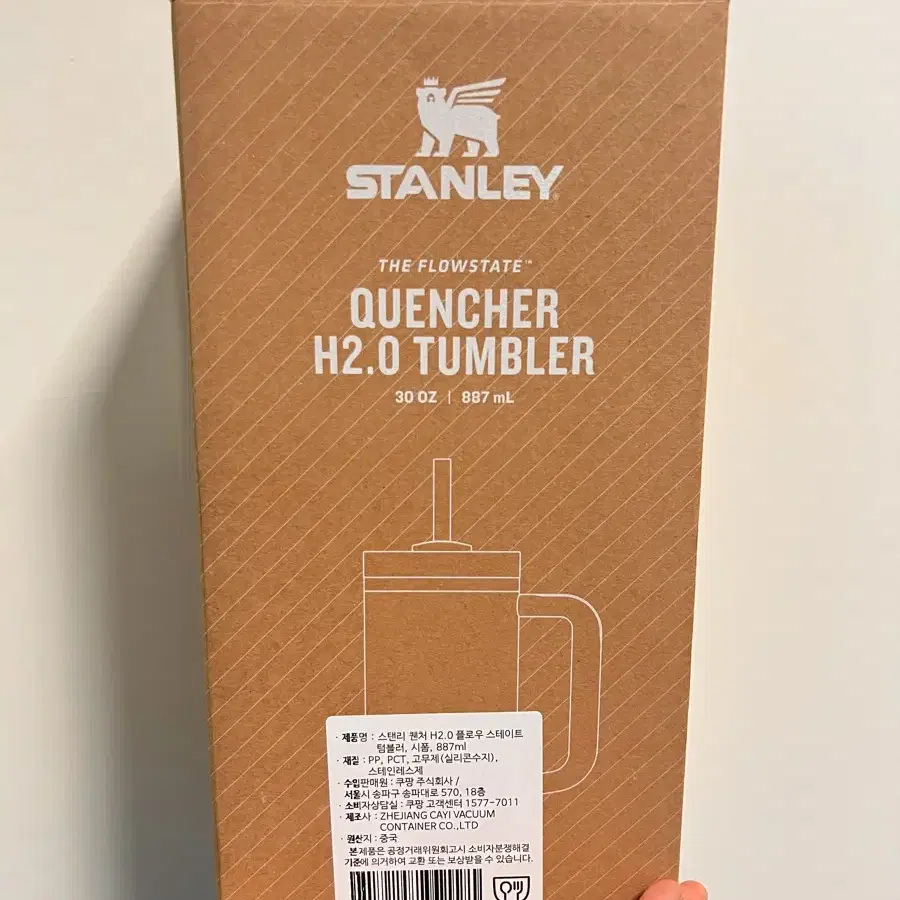 STANLEY®
THE FLOWSTATE™
QUENCHER
H2.0 TUMBLER
30 OZ | 887 mL
· 제품명 : 스탠리 퀜처 H2.0 플로우 스테이트
텀블러, 시폼, 887ml
· 재질 : PP, PCT, 고무제(실리콘수지),
스테인레스제
· 수입판매원 : 쿠팡 주식회사 /
서울시 송파구 송파대로 570, 18층
· 소비자상담실 : 쿠팡 고객센터 1577-7011
· 제조사 : ZHEJIANG CAYI VACUUM
CONTAINER CO.,LTD
· 원산지 : 중국
본 제품은 공정거래위원회고시 소비자분쟁해결
기준에 의거하여 교환 또는 보상받을 수 있습니다.